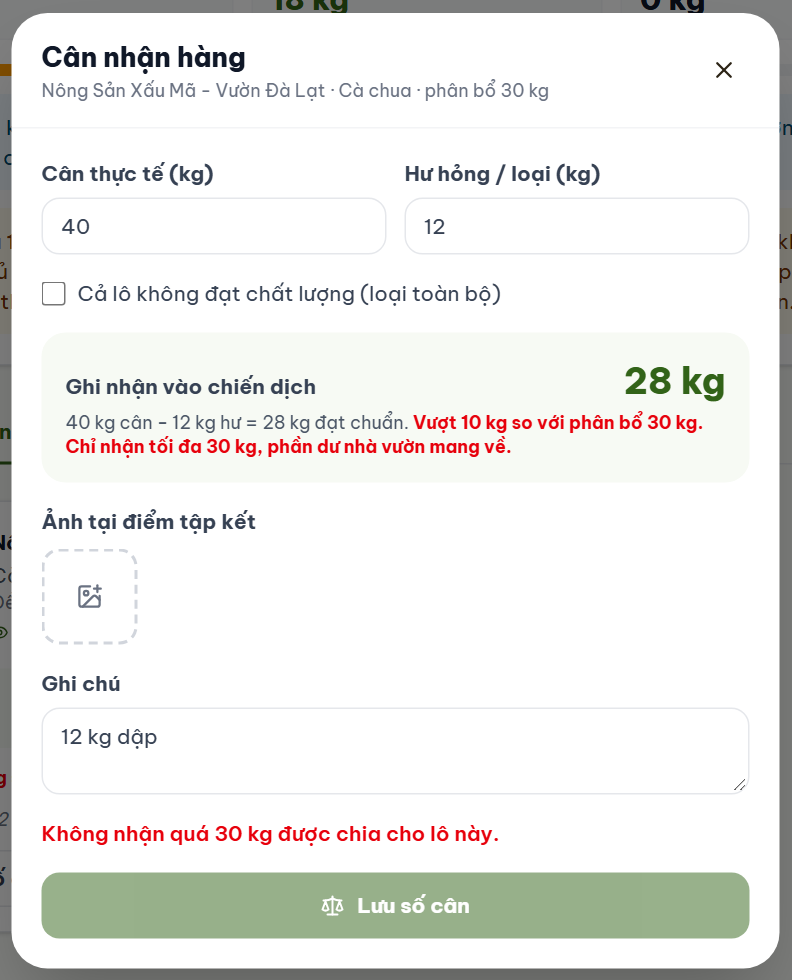 18 kg
0 kg
Cân nhận hàng
Nông Sản Xấu Mã - Vườn Đà Lạt · Cà chua · phân bổ 30 kg
Cân thực tế (kg)
Hư hỏng / loại (kg)
40
12
Cả lô không đạt chất lượng (loại toàn bộ)
Ghi nhận vào chiến dịch
28 kg
40 kg cân − 12 kg hư = 28 kg đạt chuẩn. Vượt 10 kg so với phân bổ 30 kg.
Chỉ nhận tối đa 30 kg, phần dư nhà vườn mang về.
Ảnh tại điểm tập kết
Ghi chú
12 kg dập
Không nhận quá 30 kg được chia cho lô này.
Lưu số cân